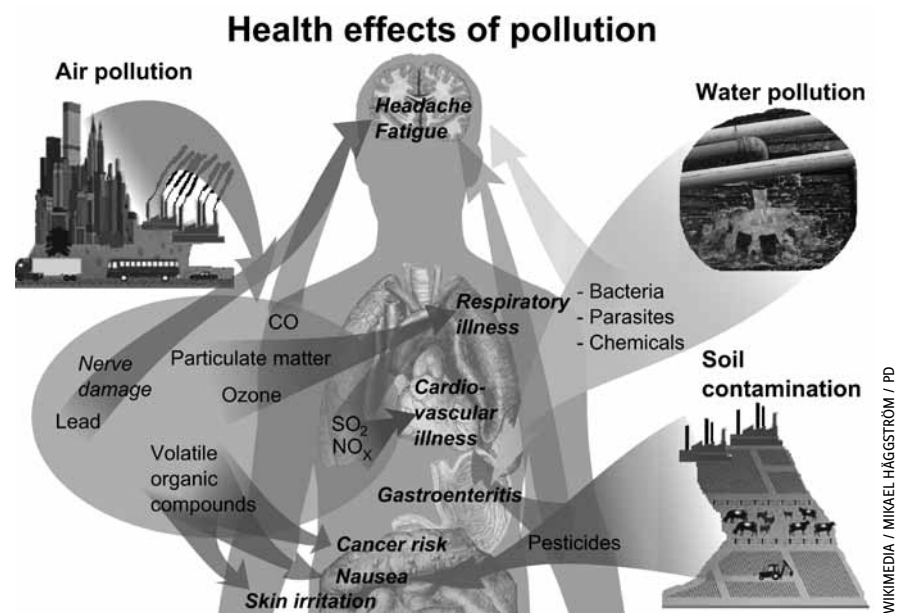 Health effects of pollution
Air pollution
Water pollution
Headache
Fatigue
- Bacteria
- Parasites
- Chemicals
CO
Respiratory
illness
Nerve
damage
Particulate matter
Ozone
Lead
Cardio-
vascular
illness
SO2
NOx
Soil
contamination
Volatile
organic
compounds
Gastroenteritis
Cancer risk
Pesticides
Nausea
Skin irritation
WIKIMEDIA / MIKAEL HÄGGSTRÖM / PD